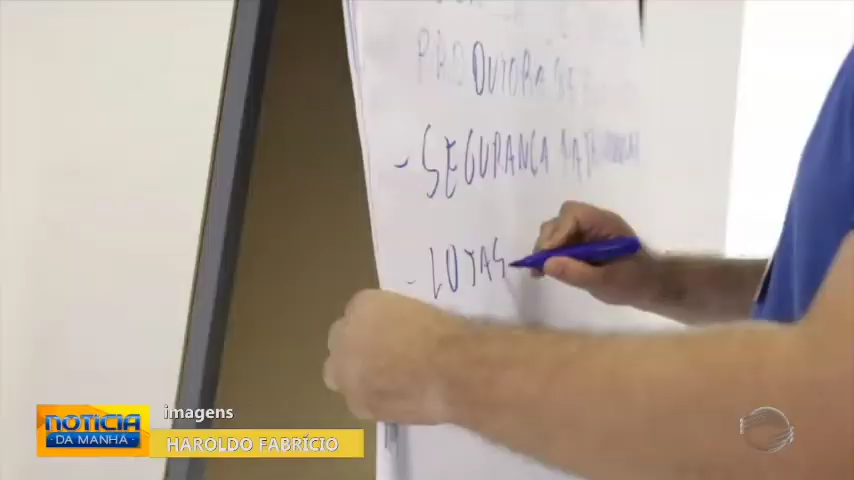 PRODUTORAS
- SEGURANÇA
- LOJAS
imagens
NOTÍCIA
DA MANHÃ
HAROLDO FABRÍCIO